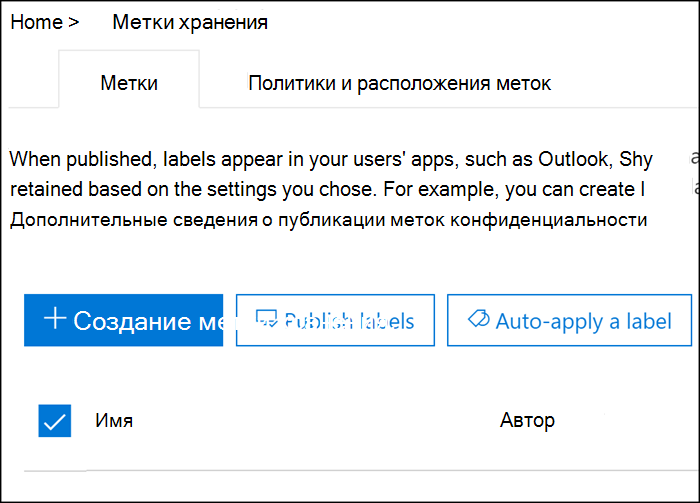 Home > Метки хранения
Метки Политики и расположения меток
When published, labels appear in your users' apps, such as Outlook, Shy
retained based on the settings you chose. For example, you can create l
Дополнительные сведения о публикации меток конфиденциальности
Создание ме Publish labels Auto-apply a label
Имя Автор